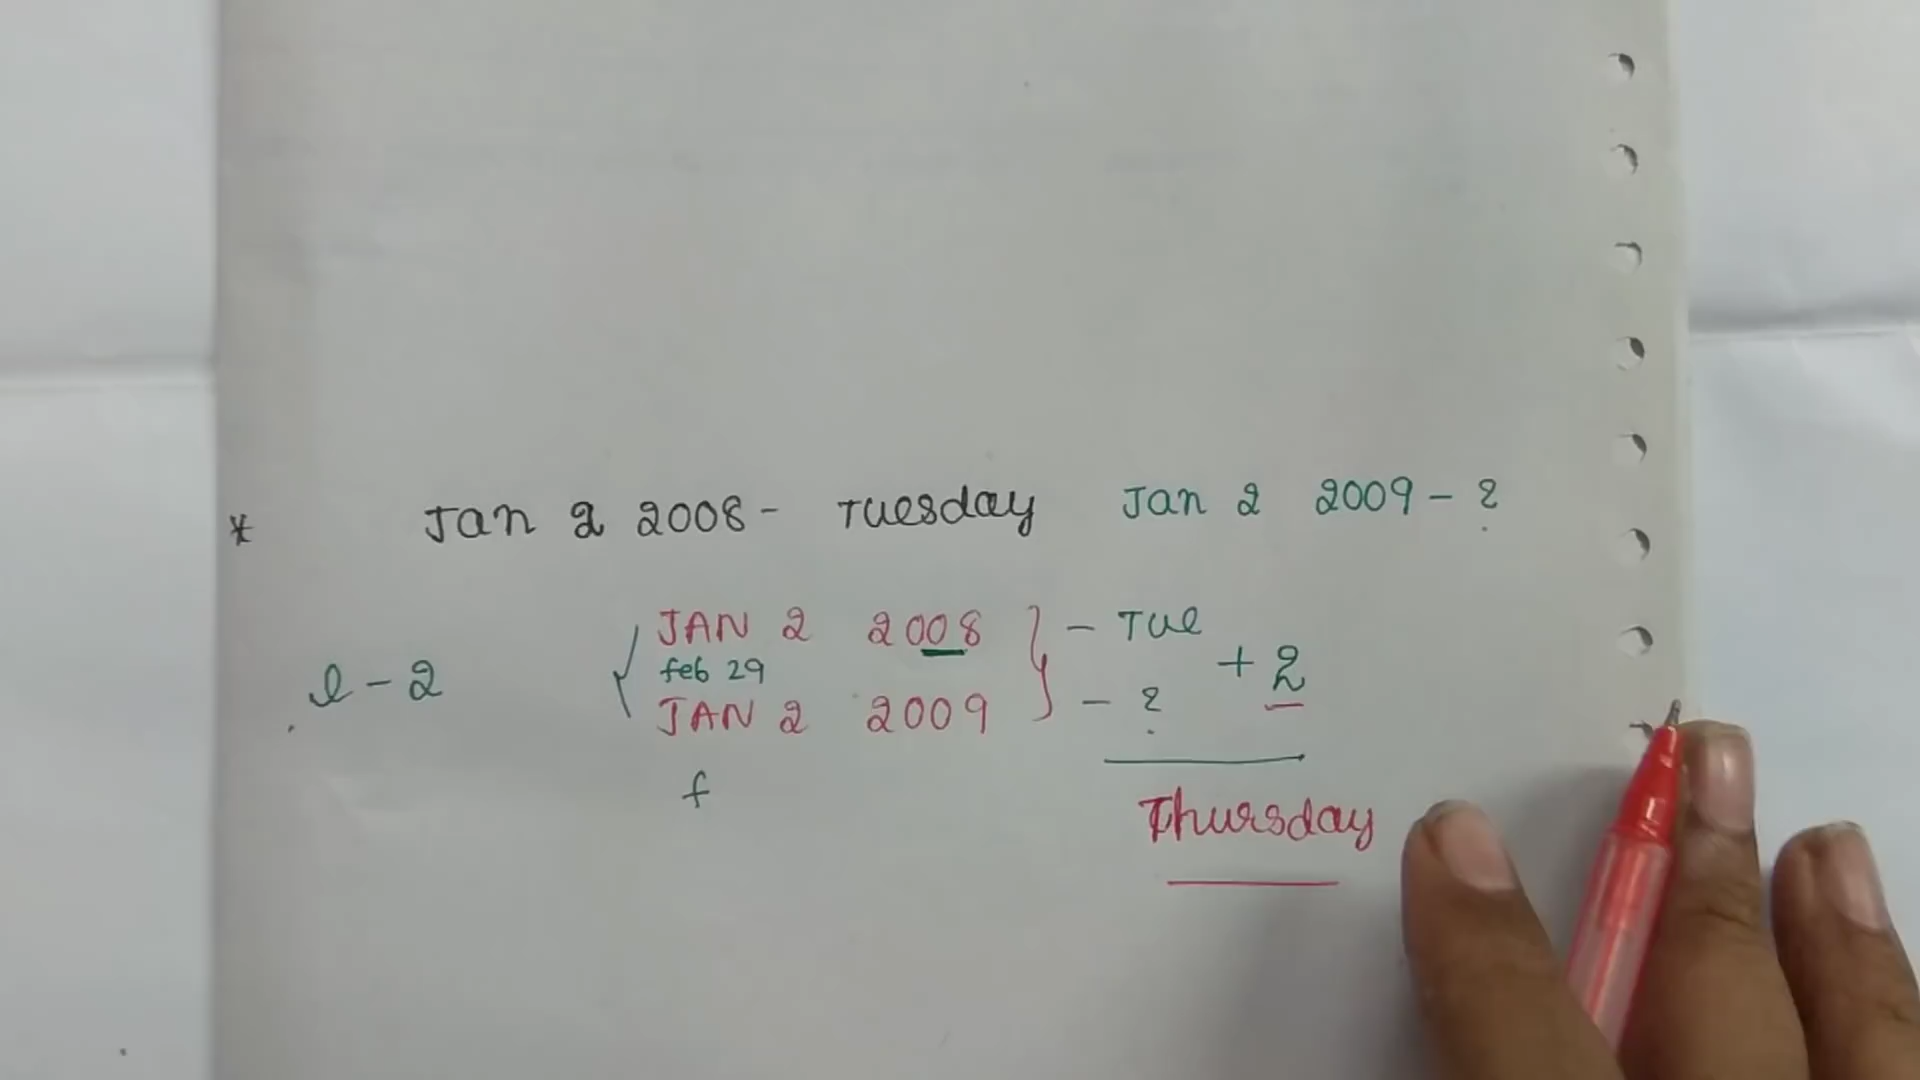 * Jan 2 2008 - Tuesday Jan 2 2009 - ?
JAN 2 2008 - Tue
l - 2 feb 29 + 2
JAN 2 2009 - ?
f
Thursday